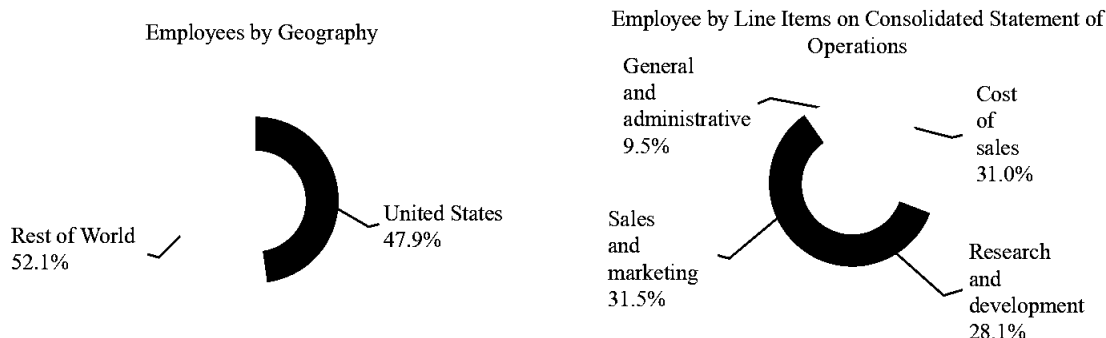 Employees by Geography
Rest of World
52.1%
United States
47.9%
Employee by Line Items on Consolidated Statement of
Operations
General
and
administrative
9.5%
Cost
of
sales
31.0%
Sales
and
marketing
31.5%
Research
and
development
28.1%